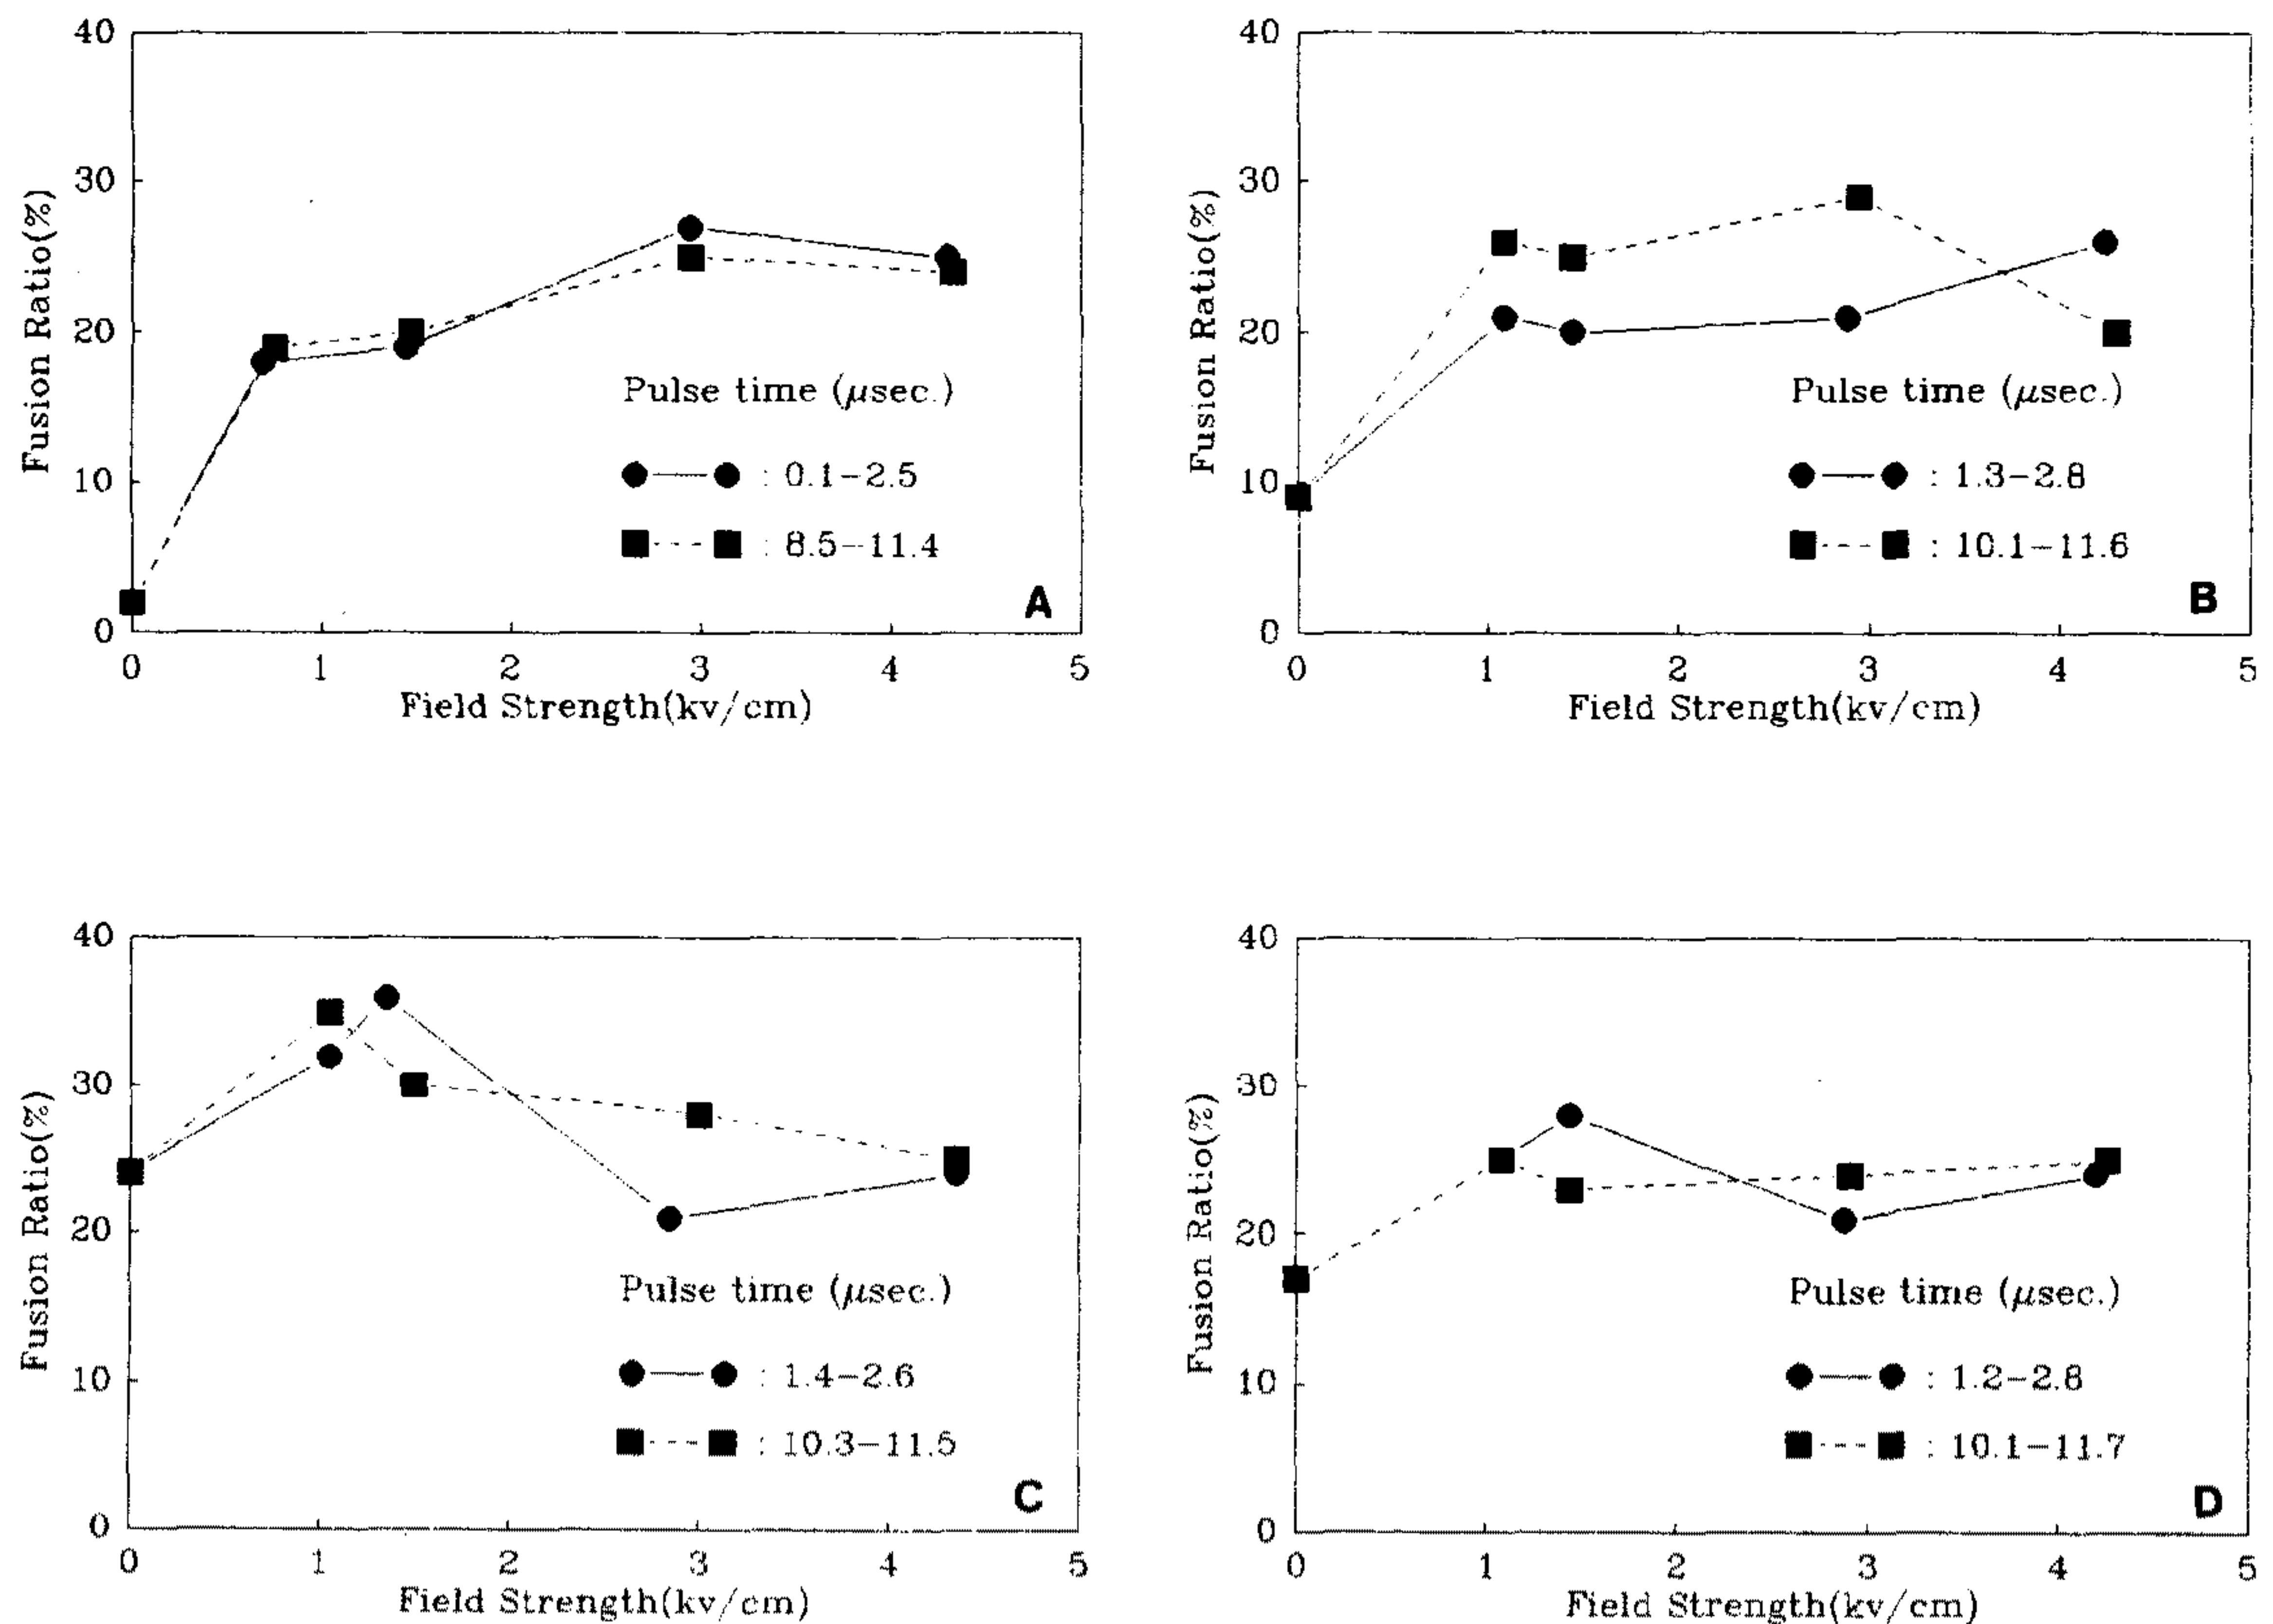 40
30
20
10
0
Fusion Ratio(%)
0 1 2 3 4 5
Field Strength(kv/cm)
Pulse time (μsec.)
: 0.1−2.5
: 8.5−11.4
A
40
30
20
10
0
Fusion Ratio(%)
0 1 2 3 4 5
Field Strength(kv/cm)
Pulse time (μsec.)
: 1.3−2.8
: 10.1−11.6
B
40
30
20
10
0
Fusion Ratio(%)
0 1 2 3 4 5
Field Strength(kv/cm)
Pulse time (μsec.)
: 1.4−2.6
: 10.3−11.5
C
40
30
20
10
0
Fusion Ratio(%)
0 1 2 3 4 5
Field Strength(kv/cm)
Pulse time (μsec.)
: 1.2−2.8
: 10.1−11.7
D